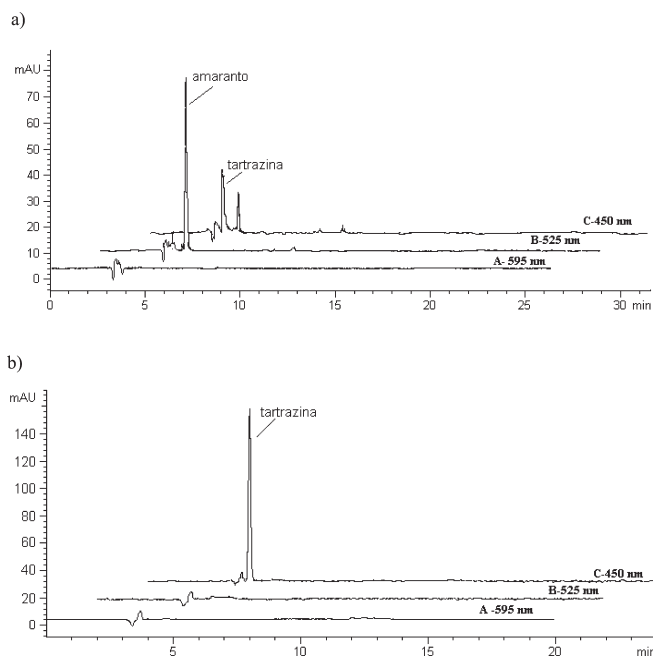 a)
mAU
70
60
50
40
30
20
10
0
amaranto
tartrazina
C-450 nm
B-525 nm
A- 595 nm
0 5 10 15 20 25 30 min
b)
mAU
140
120
100
80
60
40
20
0
tartrazina
C-450 nm
B-525 nm
A -595 nm
5 10 15 20 min